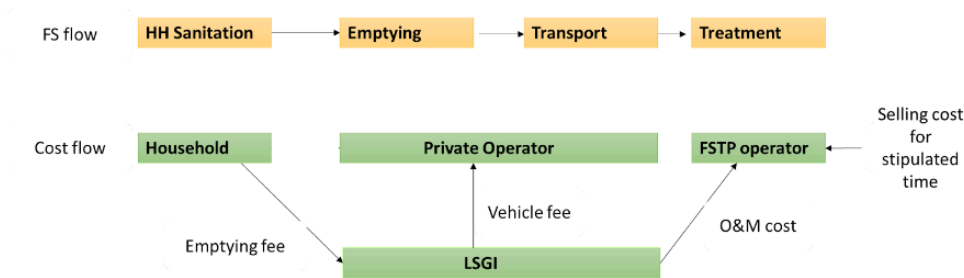 FS flow
HH Sanitation
Emptying
Transport
Treatment
Cost flow
Household
Private Operator
FSTP operator
Selling cost
for
stipulated
time
Emptying fee
Vehicle fee
O&M cost
LSGI